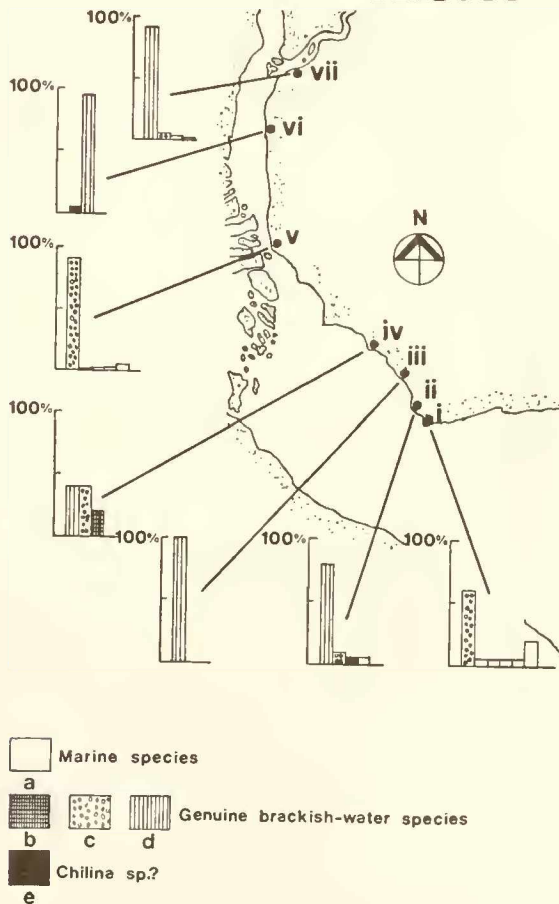 100%
vii
100%
vi
N
100%
v
iv
iii
ii
i
100%
100%
100%
100%
Marine species
a
Genuine brackish-water species
b c d
Chilina sp.?
e